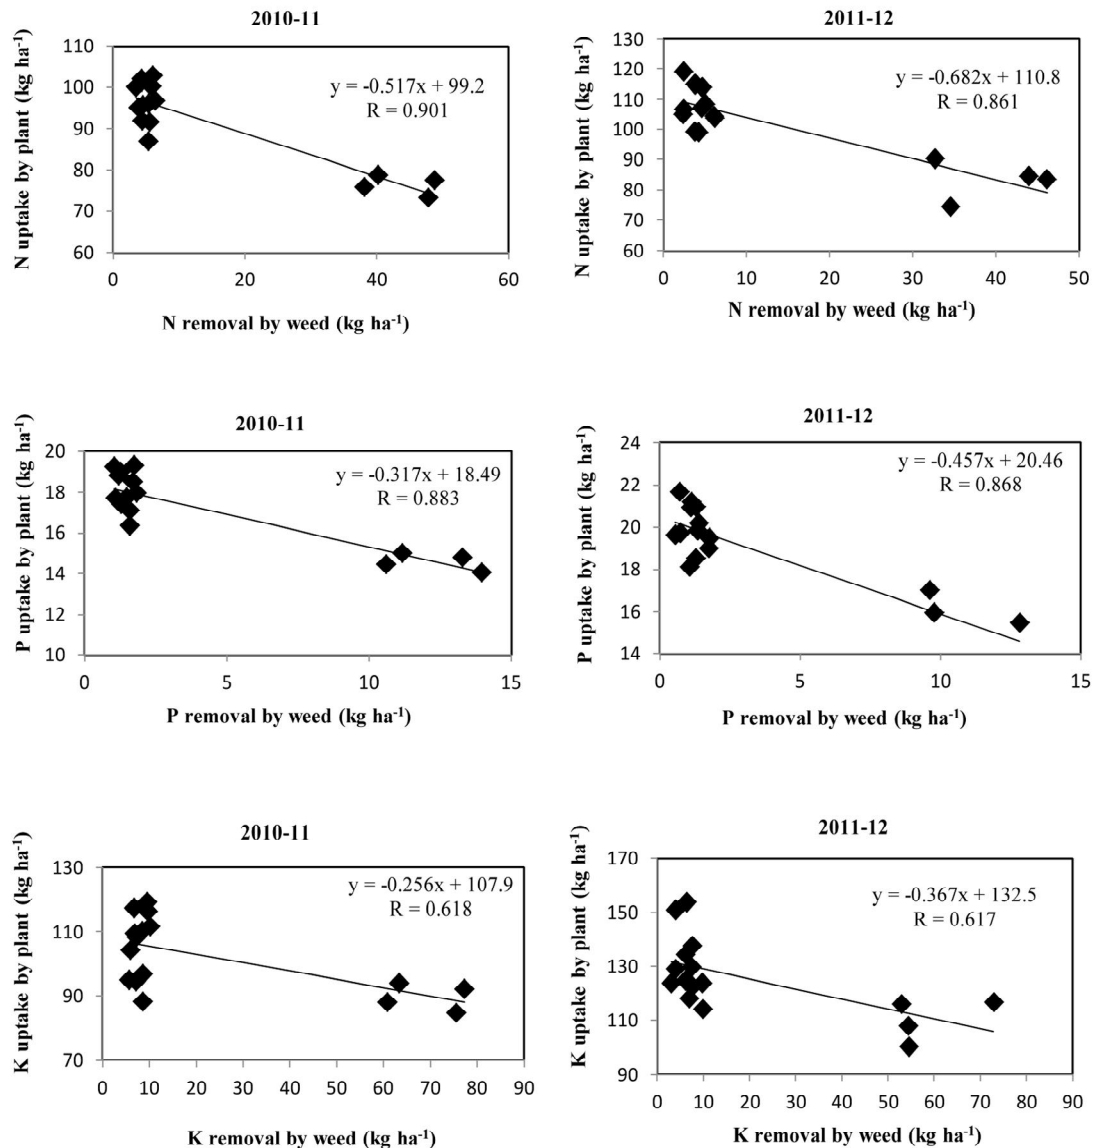 2010-11
N uptake by plant (kg ha-1)
110
100
90
80
70
60
y = -0.517x + 99.2
R = 0.901
0 20 40 60
N removal by weed (kg ha-1)
2011-12
N uptake by plant (kg ha-1)
130
120
110
100
90
80
70
60
y = -0.682x + 110.8
R = 0.861
0 10 20 30 40 50
N removal by weed (kg ha-1)
2010-11
P uptake by plant (kg ha-1)
20
18
16
14
12
10
y = -0.317x + 18.49
R = 0.883
0 5 10 15
P removal by weed (kg ha-1)
2011-12
P uptake by plant (kg ha-1)
24
22
20
18
16
14
y = -0.457x + 20.46
R = 0.868
0 5 10 15
P removal by weed (kg ha-1)
2010-11
K uptake by plant (kg ha-1)
130
110
90
70
y = -0.256x + 107.9
R = 0.618
0 10 20 30 40 50 60 70 80 90
K removal by weed (kg ha-1)
2011-12
K uptake by plant (kg ha-1)
170
150
130
110
90
y = -0.367x + 132.5
R = 0.617
0 10 20 30 40 50 60 70 80 90
K removal by weed (kg ha-1)